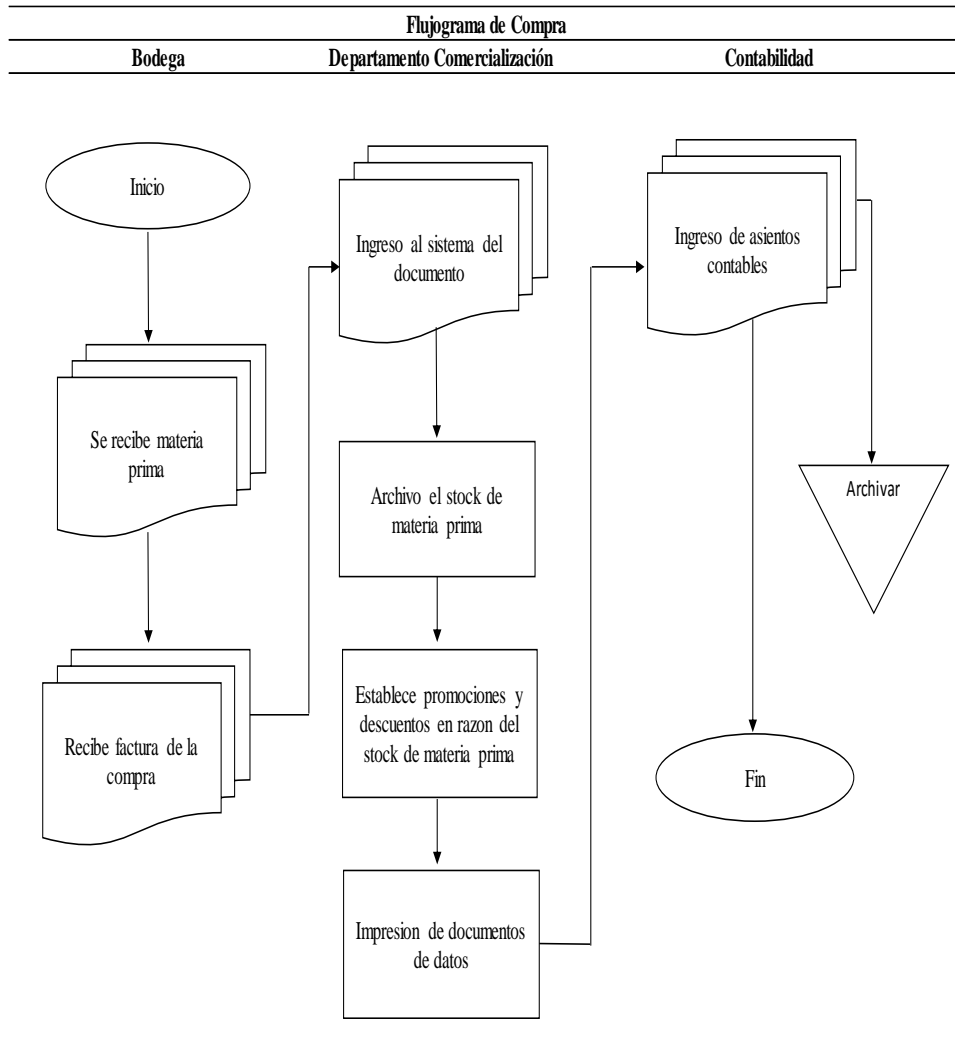 Flujograma de Compra
Bodega
Departamento Comercialización
Contabilidad
Inicio
Se recibe materia
prima
Recibe factura de la
compra
Ingreso al sistema del
documento
Archivo el stock de
materia prima
Establece promociones y
descuentos en razon del
stock de materia prima
Impresion de documentos
de datos
Ingreso de asientos
contables
Archivar
Fin